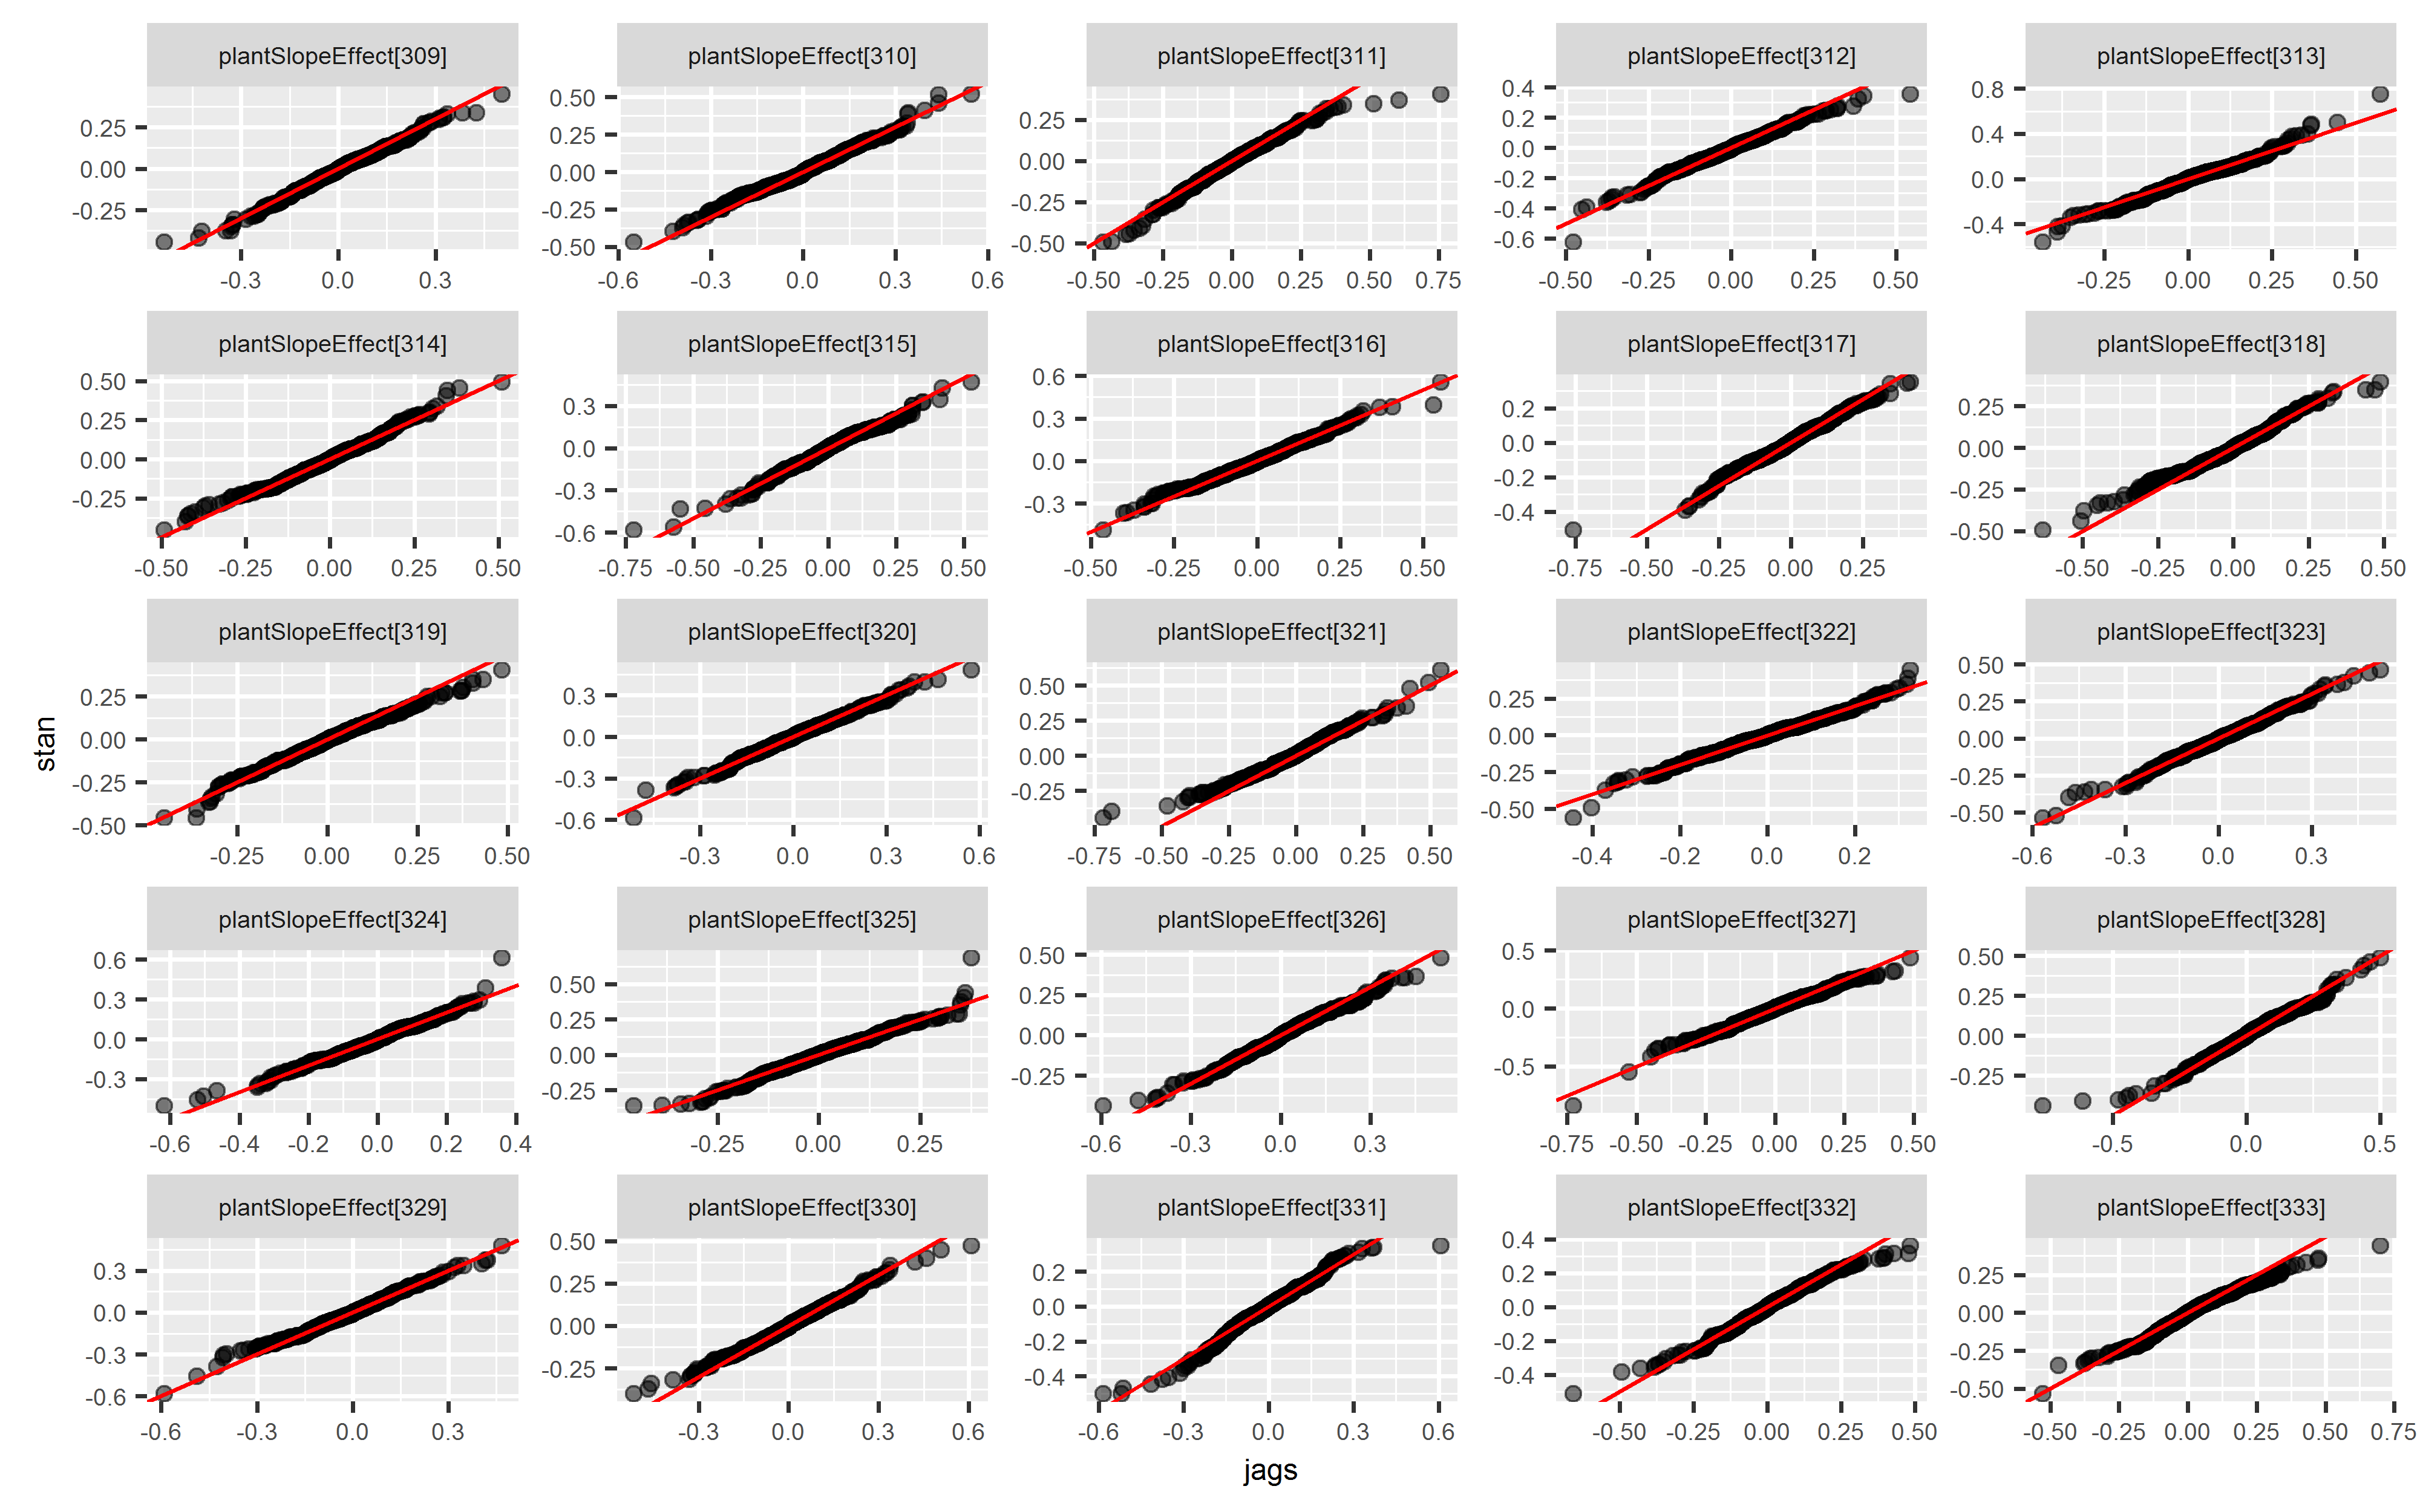 plantSlopeEffect[309] plantSlopeEffect[310] plantSlopeEffect[311] plantSlopeEffect[312] plantSlopeEffect[313]
0.25 0.00 -0.25
-0.3 0.0 0.3
0.50 0.25 0.00 -0.25 -0.50
-0.6 -0.3 0.0 0.3 0.6
0.25 0.00 -0.25 -0.50
-0.50 -0.25 0.00 0.25 0.50 0.75
0.4 0.2 0.0 -0.2 -0.4 -0.6
-0.50 -0.25 0.00 0.25 0.50
0.8 0.4 0.0 -0.4
-0.25 0.00 0.25 0.50
plantSlopeEffect[314] plantSlopeEffect[315] plantSlopeEffect[316] plantSlopeEffect[317] plantSlopeEffect[318]
0.50 0.25 0.00 -0.25
-0.50 -0.25 0.00 0.25 0.50
0.3 0.0 -0.3 -0.6
-0.75 -0.50 -0.25 0.00 0.25 0.50
0.6 0.3 0.0 -0.3
-0.50 -0.25 0.00 0.25 0.50
0.2 0.0 -0.2 -0.4
-0.75 -0.50 -0.25 0.00 0.25
0.25 0.00 -0.25 -0.50
-0.50 -0.25 0.00 0.25 0.50
plantSlopeEffect[319] plantSlopeEffect[320] plantSlopeEffect[321] plantSlopeEffect[322] plantSlopeEffect[323]
stan
0.25 0.00 -0.25 -0.50
-0.25 0.00 0.25 0.50
0.3 0.0 -0.3 -0.6
-0.3 0.0 0.3 0.6
0.50 0.25 0.00 -0.25
-0.75 -0.50 -0.25 0.00 0.25 0.50
0.25 0.00 -0.25 -0.50
-0.4 -0.2 0.0 0.2
0.50 0.25 0.00 -0.25 -0.50
-0.6 -0.3 0.0 0.3
plantSlopeEffect[324] plantSlopeEffect[325] plantSlopeEffect[326] plantSlopeEffect[327] plantSlopeEffect[328]
0.6 0.3 0.0 -0.3
-0.6 -0.4 -0.2 0.0 0.2 0.4
0.50 0.25 0.00 -0.25
-0.25 0.00 0.25
0.50 0.25 0.00 -0.25
-0.6 -0.3 0.0 0.3
0.5 0.0 -0.5
-0.75 -0.50 -0.25 0.00 0.25 0.50
0.50 0.25 0.00 -0.25
-0.5 0.0 0.5
plantSlopeEffect[329] plantSlopeEffect[330] plantSlopeEffect[331] plantSlopeEffect[332] plantSlopeEffect[333]
0.3 0.0 -0.3 -0.6
-0.6 -0.3 0.0 0.3
0.50 0.25 0.00 -0.25
-0.3 0.0 0.3 0.6
0.2 0.0 -0.2 -0.4
-0.6 -0.3 0.0 0.3 0.6
0.4 0.2 0.0 -0.2 -0.4
-0.50 -0.25 0.00 0.25 0.50
0.25 0.00 -0.25 -0.50
-0.50 -0.25 0.00 0.25 0.50 0.75
jags